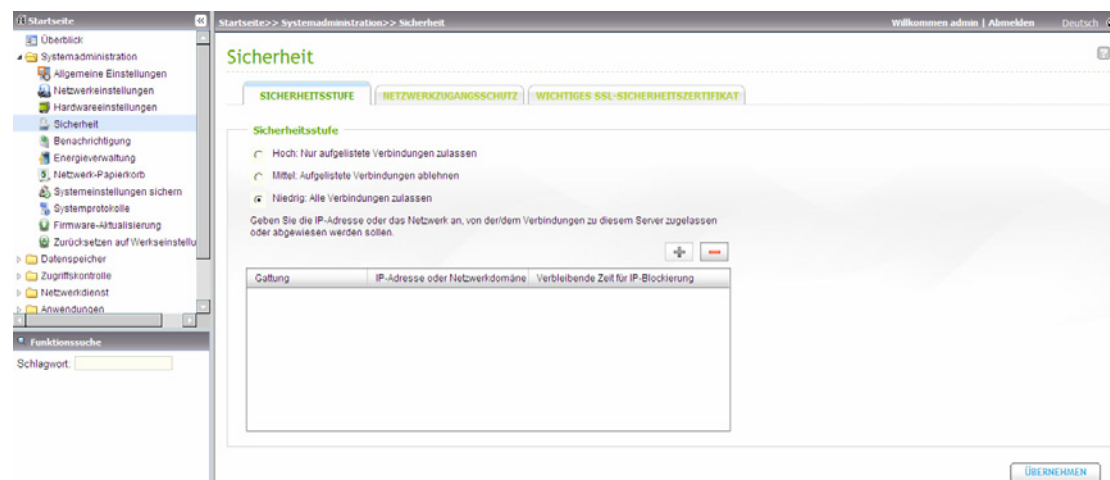 Startseite
Startseite>> Systemadministration>> Sicherheit
Willkommen admin | Abmelden
Deutsch
Überblick
Systemadministration
Allgemeine Einstellungen
Netzwerkeinstellungen
Hardwareeinstellungen
Sicherheit
Benachrichtigung
Energieverwaltung
Netzwerk-Papierkorb
Systemeinstellungen sichern
Systemprotokolle
Firmware-Aktualisierung
Zurücksetzen auf Werkseinstellu
Datenspeicher
Zugriffskontrolle
Netzwerkdienst
Anwendungen
Funktionssuche
Schlagwort:
Sicherheit
SICHERHEITSSTUFE
NETZWERKZUGANGSSCHUTZ
WICHTIGES SSL-SICHERHEITSZERTIFIKAT
Sicherheitsstufe
Hoch: Nur aufgelistete Verbindungen zulassen
Mittel: Aufgelistete Verbindungen ablehnen
Niedrig: Alle Verbindungen zulassen
Geben Sie die IP-Adresse oder das Netzwerk an, von der/dem Verbindungen zu diesem Server zugelassen
oder abgewiesen werden sollen.
Gattung
IP-Adresse oder Netzwerkdomäne
Verbleibende Zeit für IP-Blockierung
ÜBERNEHMEN